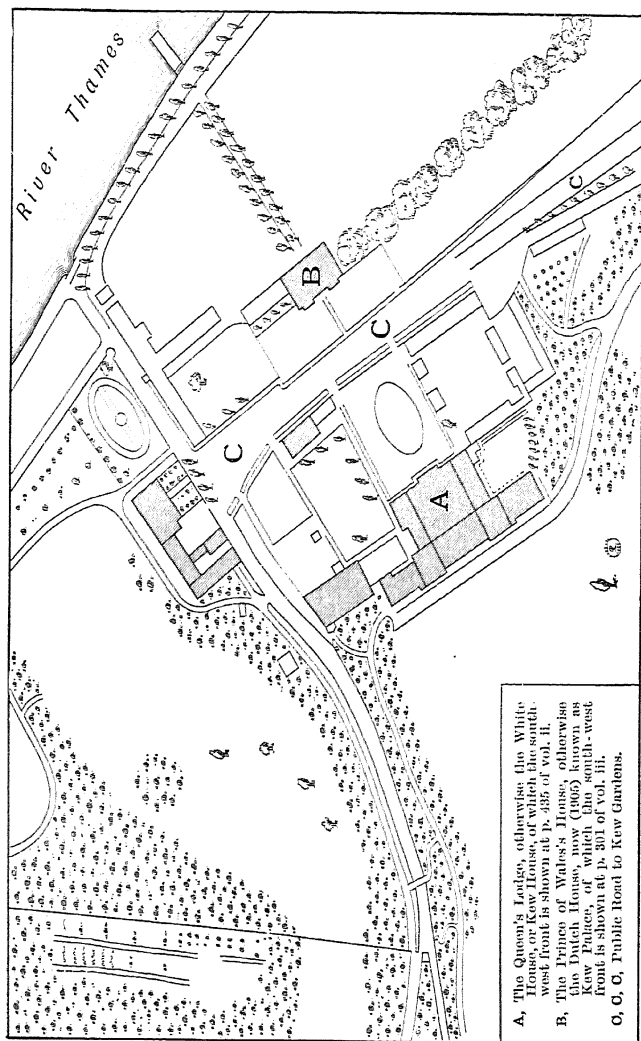 River Thames
B
C
C
C
A
A, The Queen's Lodge, otherwise the White
House, or Kew House, of which the south-
west front is shown at p. 435 of vol. ii.
B, The Prince of Wales's House, otherwise
the Dutch House, now (1905) known as
Kew Palace, of which the south-west
front is shown at p. 301 of vol. iii.
C, C, C, Public Road to Kew Gardens.